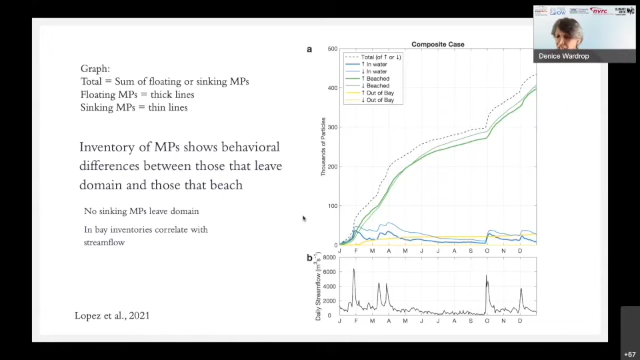 Graph:
Total = Sum of floating or sinking MPs
Floating MPs = thick lines
Sinking MPs = thin lines
Inventory of MPs shows behavioral
differences between those that leave
domain and those that beach
No sinking MPs leave domain
In bay inventories correlate with
streamflow
Lopez et al., 2021
a
Composite Case
Total (of ↑ or ↓)
↑ In water
↓ In water
↑ Beached
↓ Beached
↑ Out of Bay
↓ Out of Bay
Thousands of Particles
500
400
300
200
100
0
J F M A M J J A S O N D
b
Daily Streamflow (m³s⁻¹)
8000
6000
4000
2000
0
J F M A M J J A S O N D
Denice Wardrop
+57